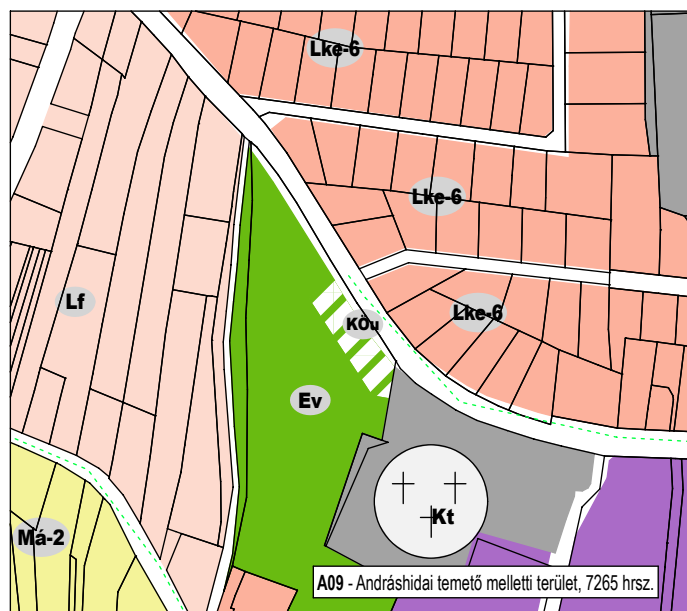 Lke-6
Lke-6
Lf
Lke-6
KÖu
Ev
Kt
Má-2
A09 - Andráshidai temető melletti terület, 7265 hrsz.